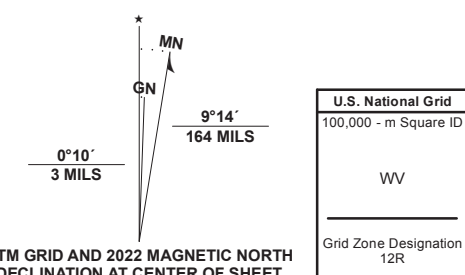 ★
MN
GN
9°14´
164 MILS
0°10´
3 MILS
TM GRID AND 2022 MAGNETIC NORTH
DECLINATION AT CENTER OF SHEET
U.S. National Grid
100,000 - m Square ID
WV
Grid Zone Designation
12R